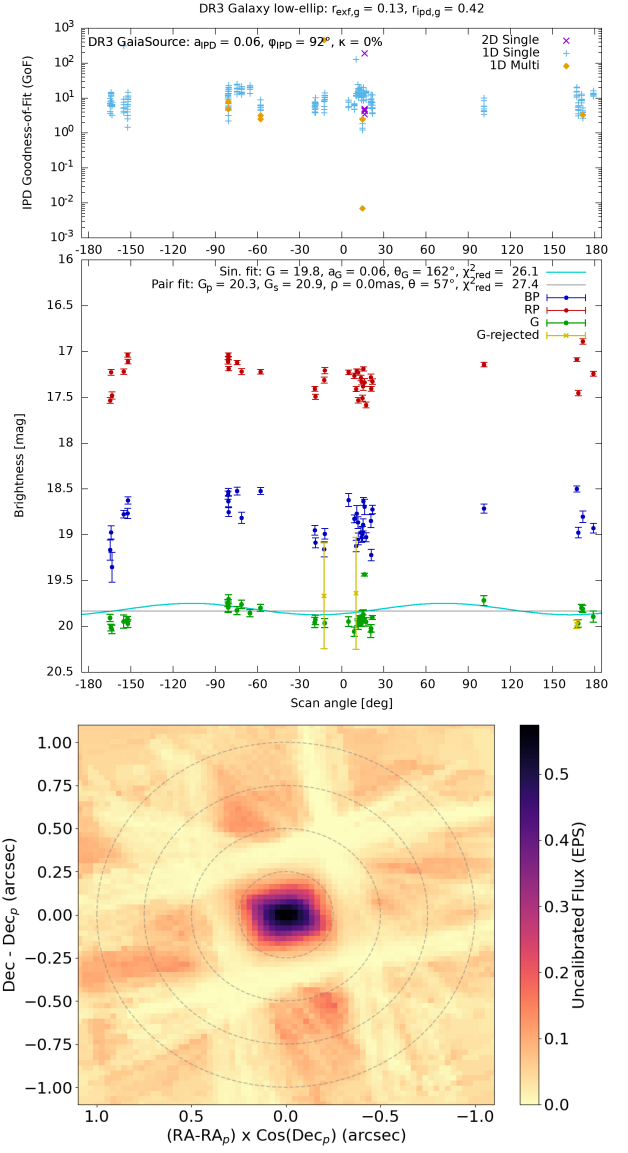 DR3 Galaxy low-ellip: r_exf,g = 0.13, r_ipd,g = 0.42
DR3 GaiaSource: a_IPD = 0.06, φ_IPD = 92°, κ = 0%
2D Single
1D Single
1D Multi
IPD Goodness-of-Fit (GoF)
10^3
10^2
10^1
10^0
10^-1
10^-2
10^-3
-180 -150 -120 -90 -60 -30 0 30 60 90 120 150 180
Sin. fit: G = 19.8, a_G = 0.06, θ_G = 162°, χ²_red = 26.1
Pair fit: G_p = 20.3, G_s = 20.9, ρ = 0.0mas, θ = 57°, χ²_red = 27.4
BP
RP
G
G-rejected
Brightness [mag]
16
16.5
17
17.5
18
18.5
19
19.5
20
20.5
-180 -150 -120 -90 -60 -30 0 30 60 90 120 150 180
Scan angle [deg]
Dec - Dec_p (arcsec)
1.00
0.75
0.50
0.25
0.00
−0.25
−0.50
−0.75
−1.00
1.0 0.5 0.0 −0.5 −1.0
(RA-RA_p) x Cos(Dec_p) (arcsec)
0.5
0.4
0.3
0.2
0.1
0.0
Uncalibrated Flux (EPS)